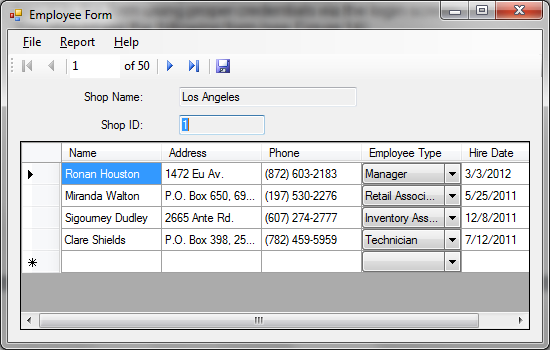 Employee Form
File Report Help
1 of 50
Shop Name: Los Angeles
Shop ID: 1
Name Address Phone Employee Type Hire Date
Ronan Houston 1472 Eu Av. (872) 603-2183 Manager 3/3/2012
Miranda Walton P.O. Box 650, 69... (197) 530-2276 Retail Associ... 5/25/2011
Sigourney Dudley 2665 Ante Rd. (607) 274-2777 Inventory Ass... 12/8/2011
Clare Shields P.O. Box 398, 25... (782) 459-5959 Technician 7/12/2011